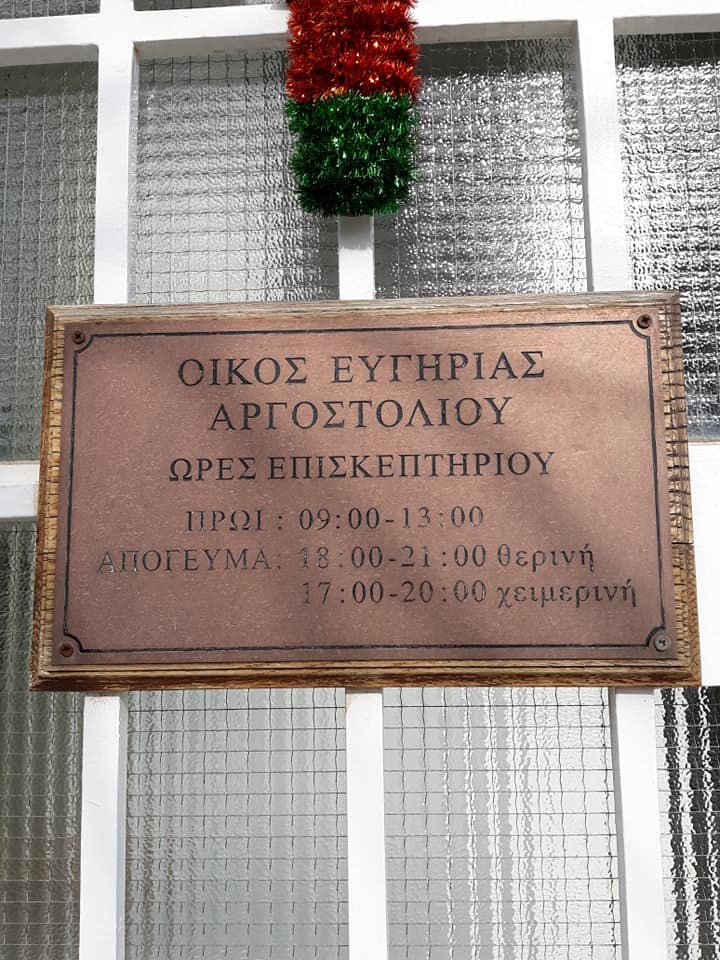 ΟΙΚΟΣ ΕΥΓΗΡΙΑΣ
ΑΡΓΟΣΤΟΛΙΟΥ
ΩΡΕΣ ΕΠΙΣΚΕΠΤΗΡΙΟΥ
ΠΡΩΙ : 09:00-13:00
ΑΠΟΓΕΥΜΑ: 18:00-21:00 θερινή
17:00-20:00 χειμερινή